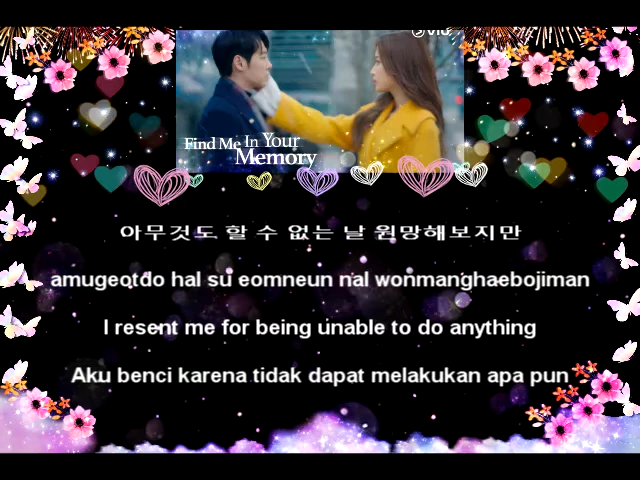 viu
Find Me In Your
Memory
아무것도 할 수 없는 날 원망해보지만
amugeotdo hal su eomneun nal wonmanghaebojiman
I resent me for being unable to do anything
Aku benci karena tidak dapat melakukan apa pun